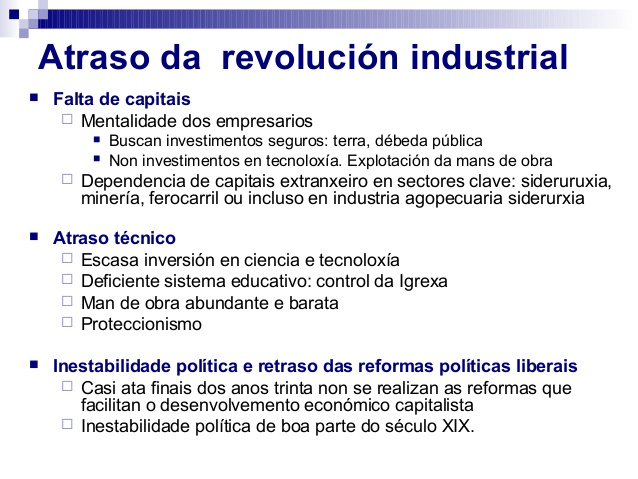 Atraso da revolución industrial
Falta de capitais
Mentalidade dos empresarios
Buscan investimentos seguros: terra, débeda pública
Non investimentos en tecnoloxía. Explotación da mans de obra
Dependencia de capitais extranxeiro en sectores clave: sideruruxia,
minería, ferocarril ou incluso en industria agopecuaria siderurxia
Atraso técnico
Escasa inversión en ciencia e tecnoloxía
Deficiente sistema educativo: control da Igrexa
Man de obra abundante e barata
Proteccionismo
Inestabilidade política e retraso das reformas políticas liberais
Casi ata finais dos anos trinta non se realizan as reformas que
facilitan o desenvolvemento económico capitalista
Inestabilidade política de boa parte do século XIX.